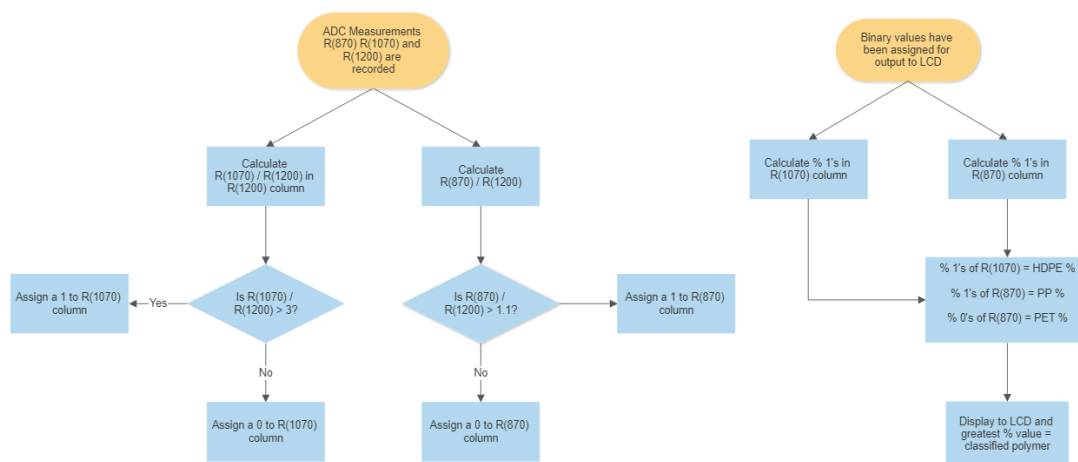 ADC Measurements
R(870) R(1070) and
R(1200) are
recorded
Binary values have
been assigned for
output to LCD
Calculate
R(1070) / R(1200) in
R(1200) column
Calculate
R(870) / R(1200)
Calculate % 1's in
R(1070) column
Calculate % 1's in
R(870) column
Assign a 1 to R(1070)
column
Yes
Is R(1070) /
R(1200) > 3?
Is R(870) /
R(1200) > 1.1?
Assign a 1 to R(870)
column
% 1's of R(1070) = HDPE %
% 1's of R(870) = PP %
% 0's of R(870) = PET %
No
No
Assign a 0 to R(1070)
column
Assign a 0 to R(870)
column
Display to LCD and
greatest % value =
classified polymer